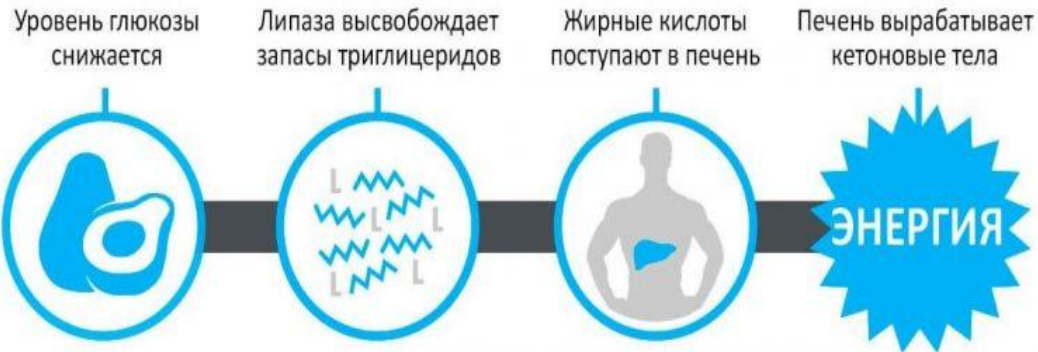 Уровень глюкозы
снижается
Липаза высвобождает
запасы триглицеридов
Жирные кислоты
поступают в печень
Печень вырабатывает
кетоновые тела
L
L
L
L
L
ЭНЕРГИЯ